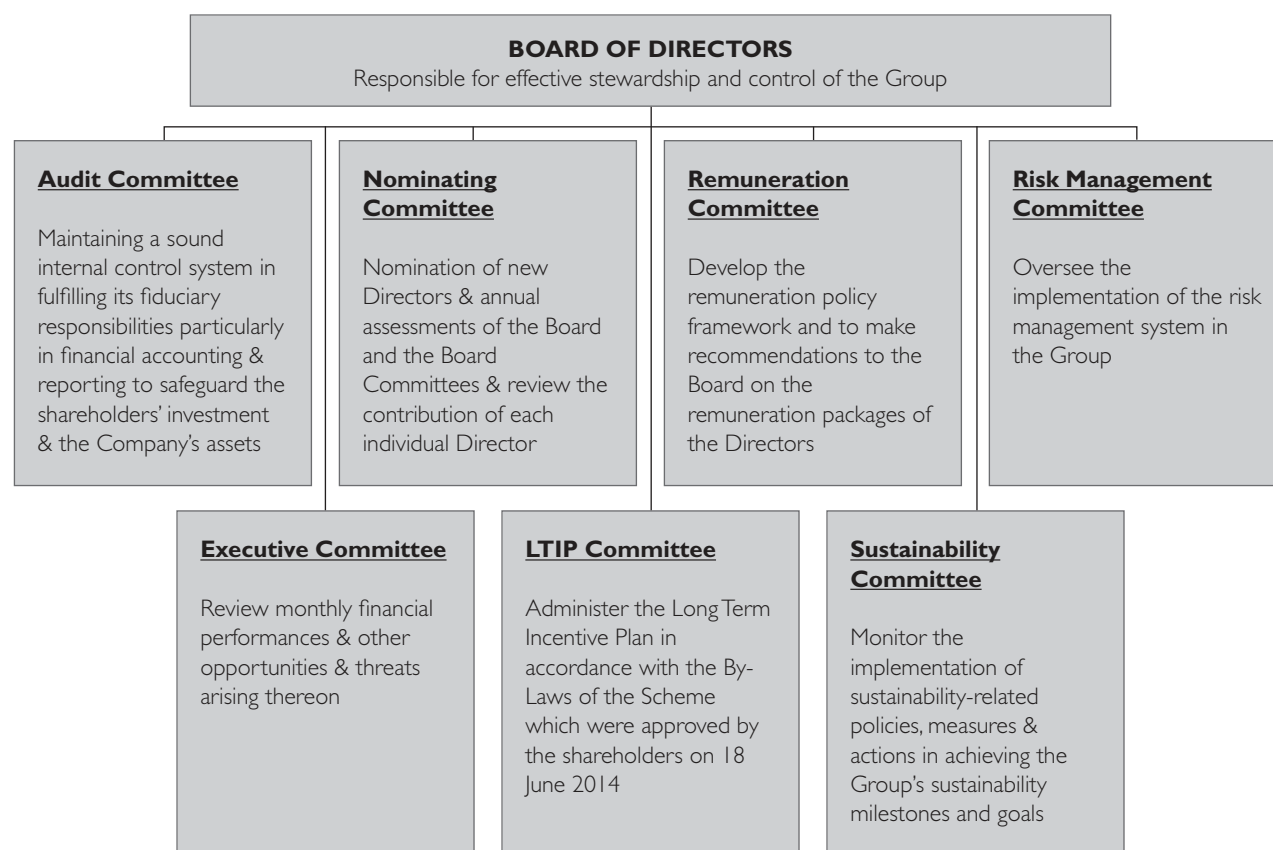 BOARD OF DIRECTORS
Responsible for effective stewardship and control of the Group
Audit Committee
Maintaining a sound
internal control system in
fulfilling its fiduciary
responsibilities particularly
in financial accounting &
reporting to safeguard the
shareholders' investment
& the Company's assets
Nominating
Committee
Nomination of new
Directors & annual
assessments of the Board
and the Board
Committees & review the
contribution of each
individual Director
Remuneration
Committee
Develop the
remuneration policy
framework and to make
recommendations to the
Board on the
remuneration packages of
the Directors
Risk Management
Committee
Oversee the
implementation of the risk
management system in
the Group
Executive Committee
Review monthly financial
performances & other
opportunities & threats
arising thereon
LTIP Committee
Administer the Long Term
Incentive Plan in
accordance with the By-
Laws of the Scheme
which were approved by
the shareholders on 18
June 2014
Sustainability
Committee
Monitor the
implementation of
sustainability-related
policies, measures &
actions in achieving the
Group's sustainability
milestones and goals